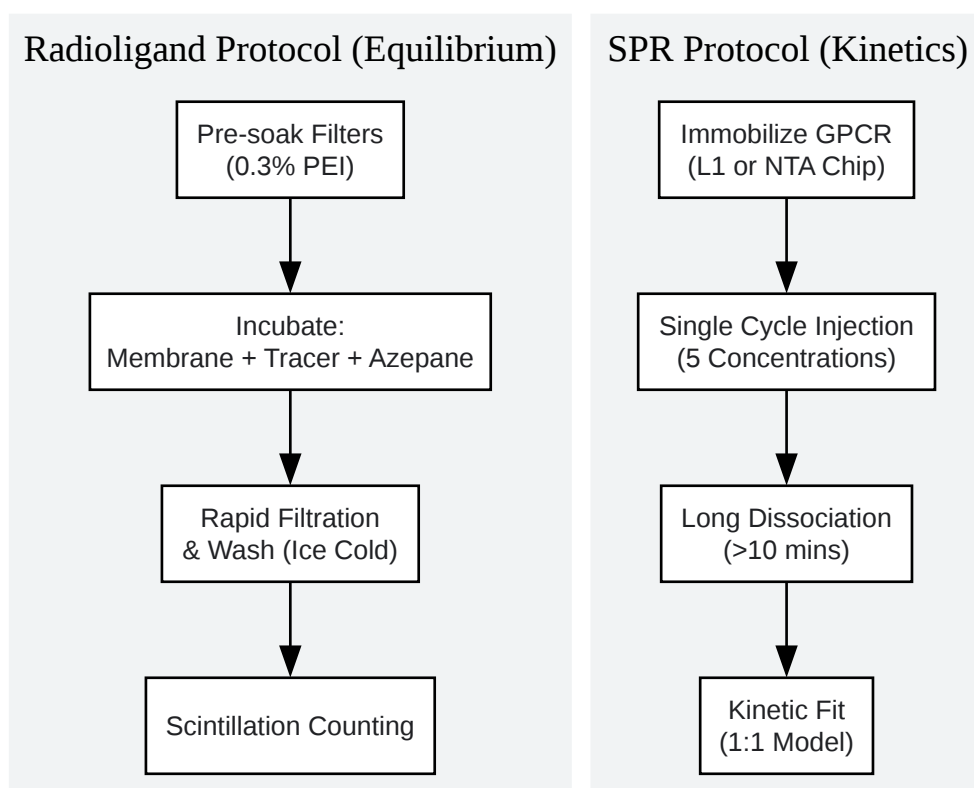 Radioligand Protocol (Equilibrium)
Pre-soak Filters
(0.3% PEI)
Incubate:
Membrane + Tracer + Azepane
Rapid Filtration
& Wash (Ice Cold)
Scintillation Counting
SPR Protocol (Kinetics)
Immobilize GPCR
(L1 or NTA Chip)
Single Cycle Injection
(5 Concentrations)
Long Dissociation
(>10 mins)
Kinetic Fit
(1:1 Model)